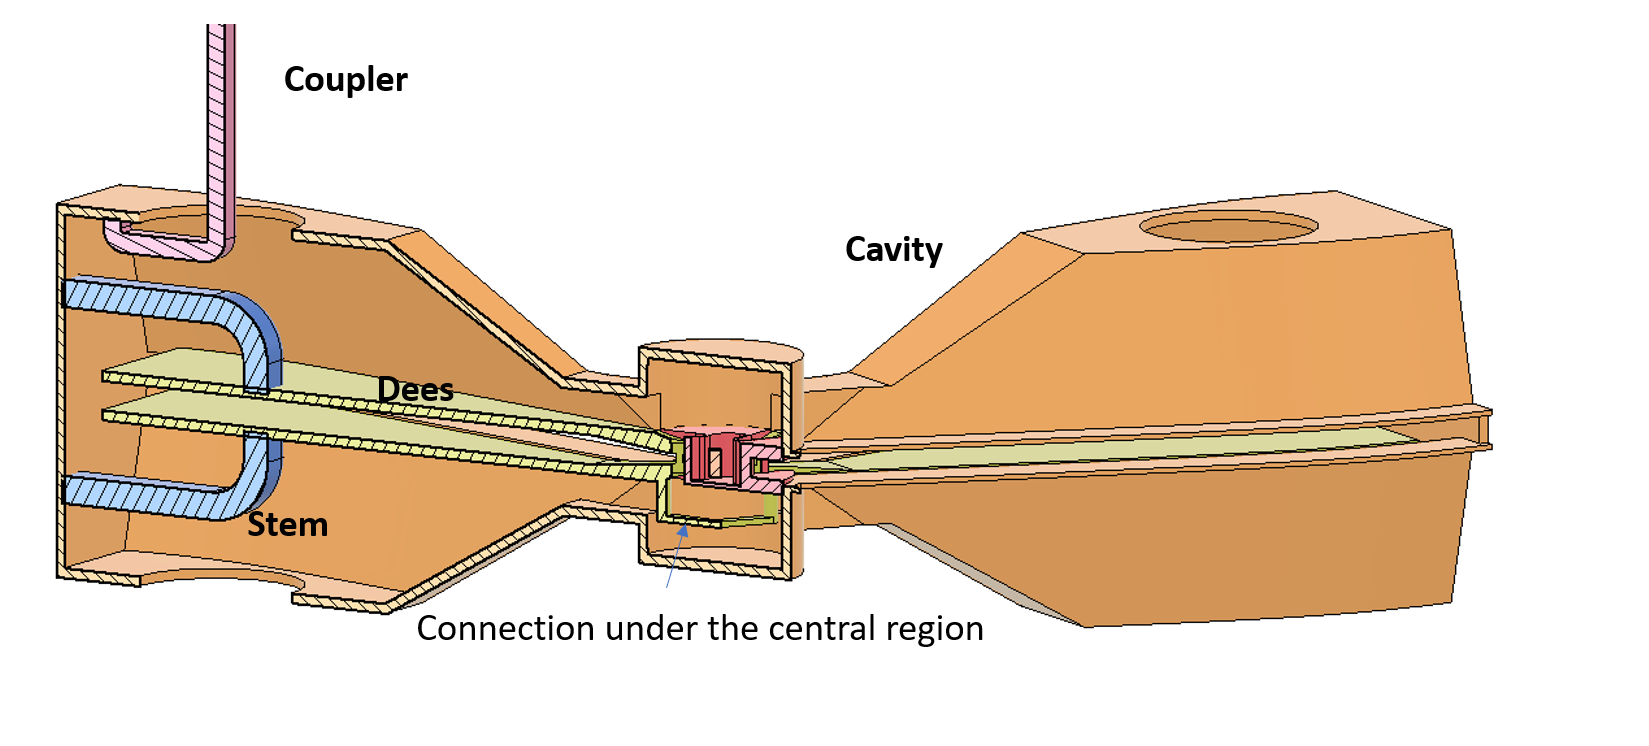 Coupler
Cavity
Dees
Stem
Connection under the central region